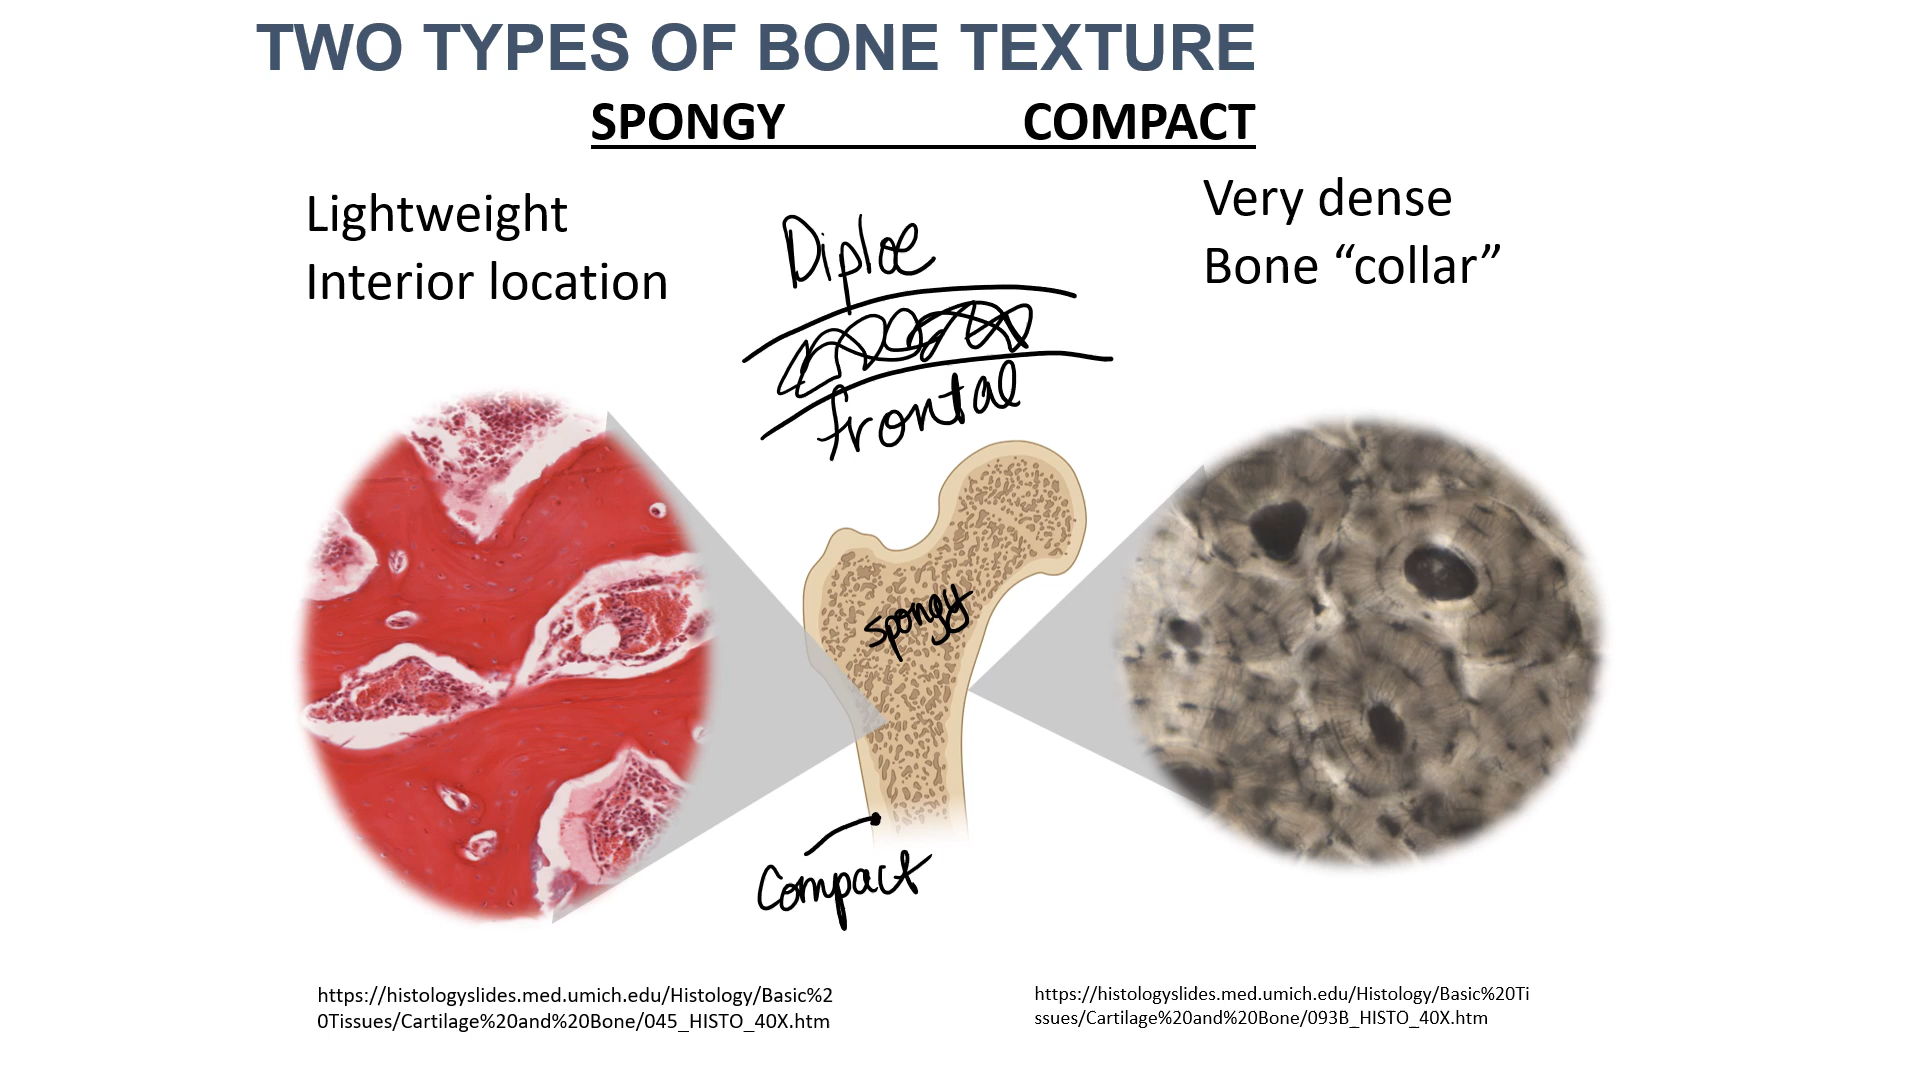 TWO TYPES OF BONE TEXTURE
SPONGY COMPACT
Lightweight
Interior location
Very dense
Bone “collar”
Diploe
frontal
spongy
Compact
https://histologyslides.med.umich.edu/Histology/Basic%2
0Tissues/Cartilage%20and%20Bone/045_HISTO_40X.htm
https://histologyslides.med.umich.edu/Histology/Basic%20Ti
ssues/Cartilage%20and%20Bone/093B_HISTO_40X.htm